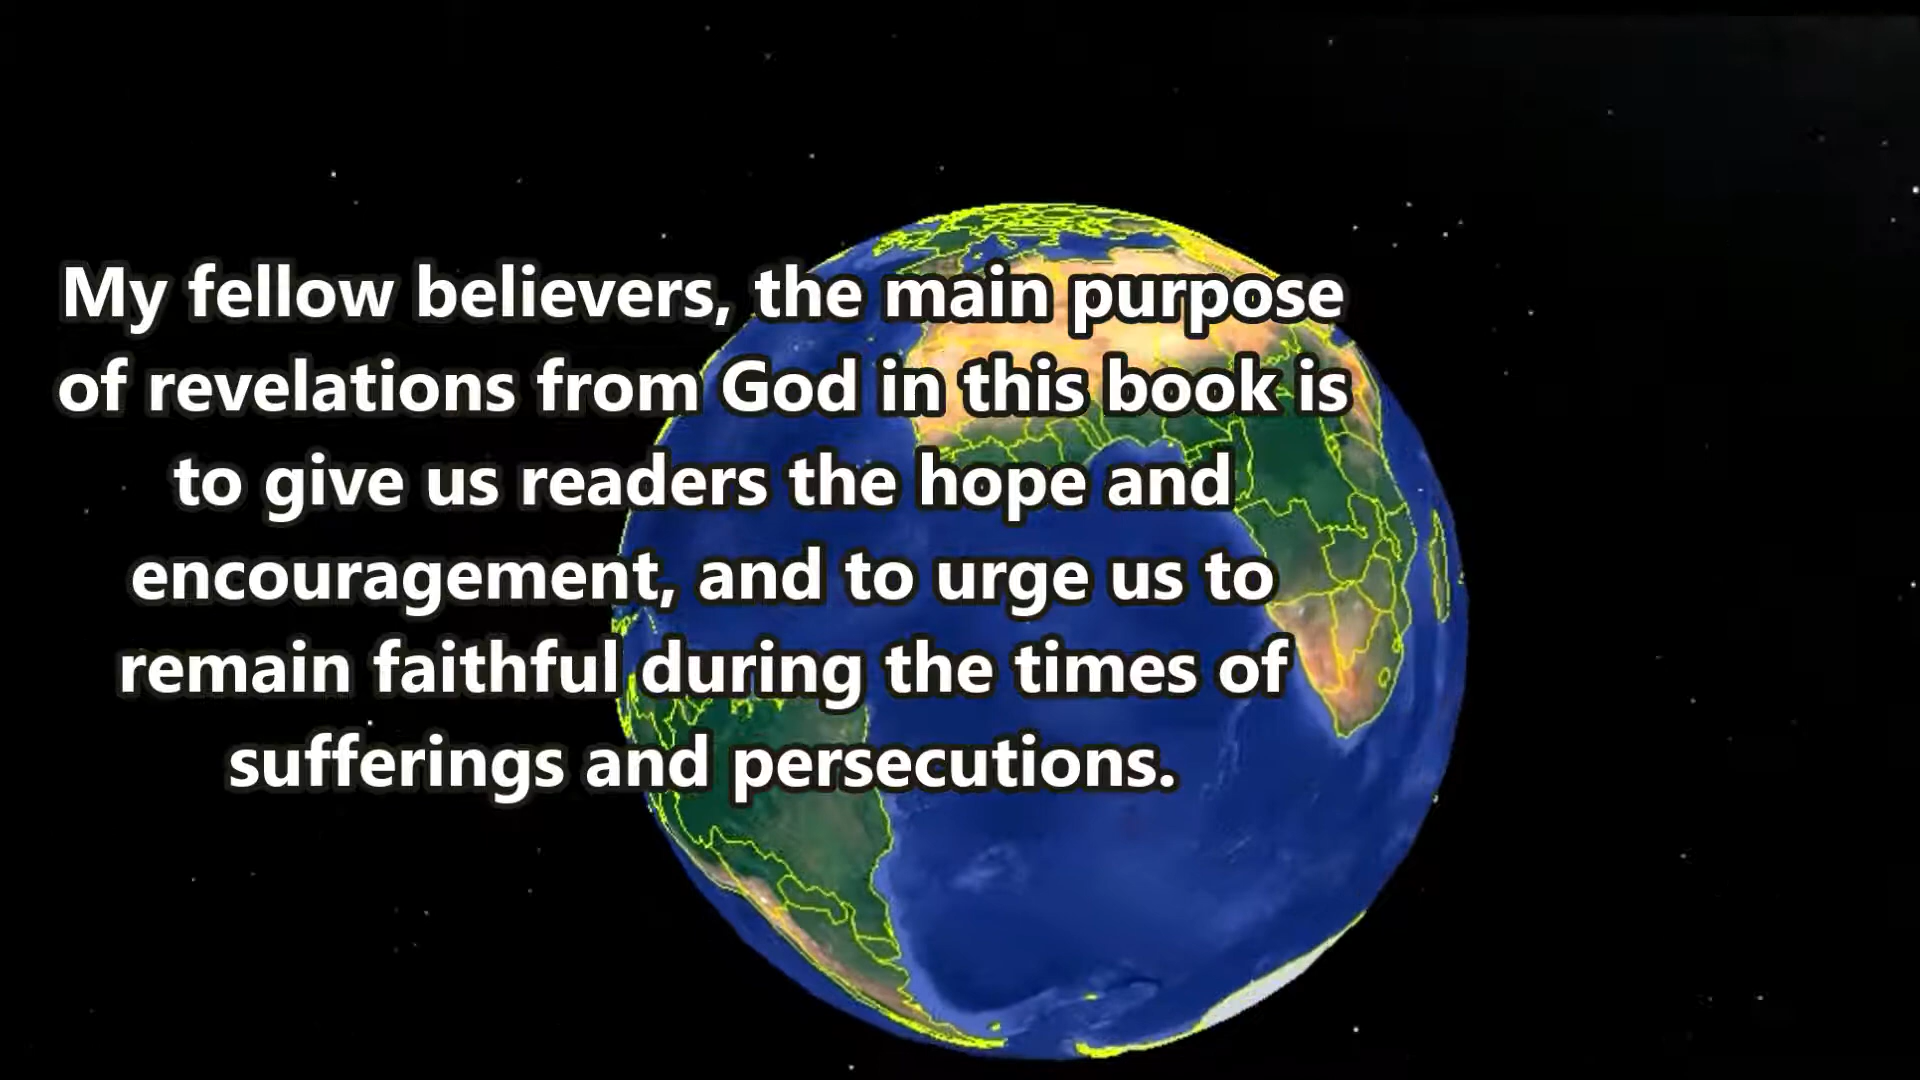 My fellow believers, the main purpose
of revelations from God in this book is
to give us readers the hope and
encouragement, and to urge us to
remain faithful during the times of
sufferings and persecutions.